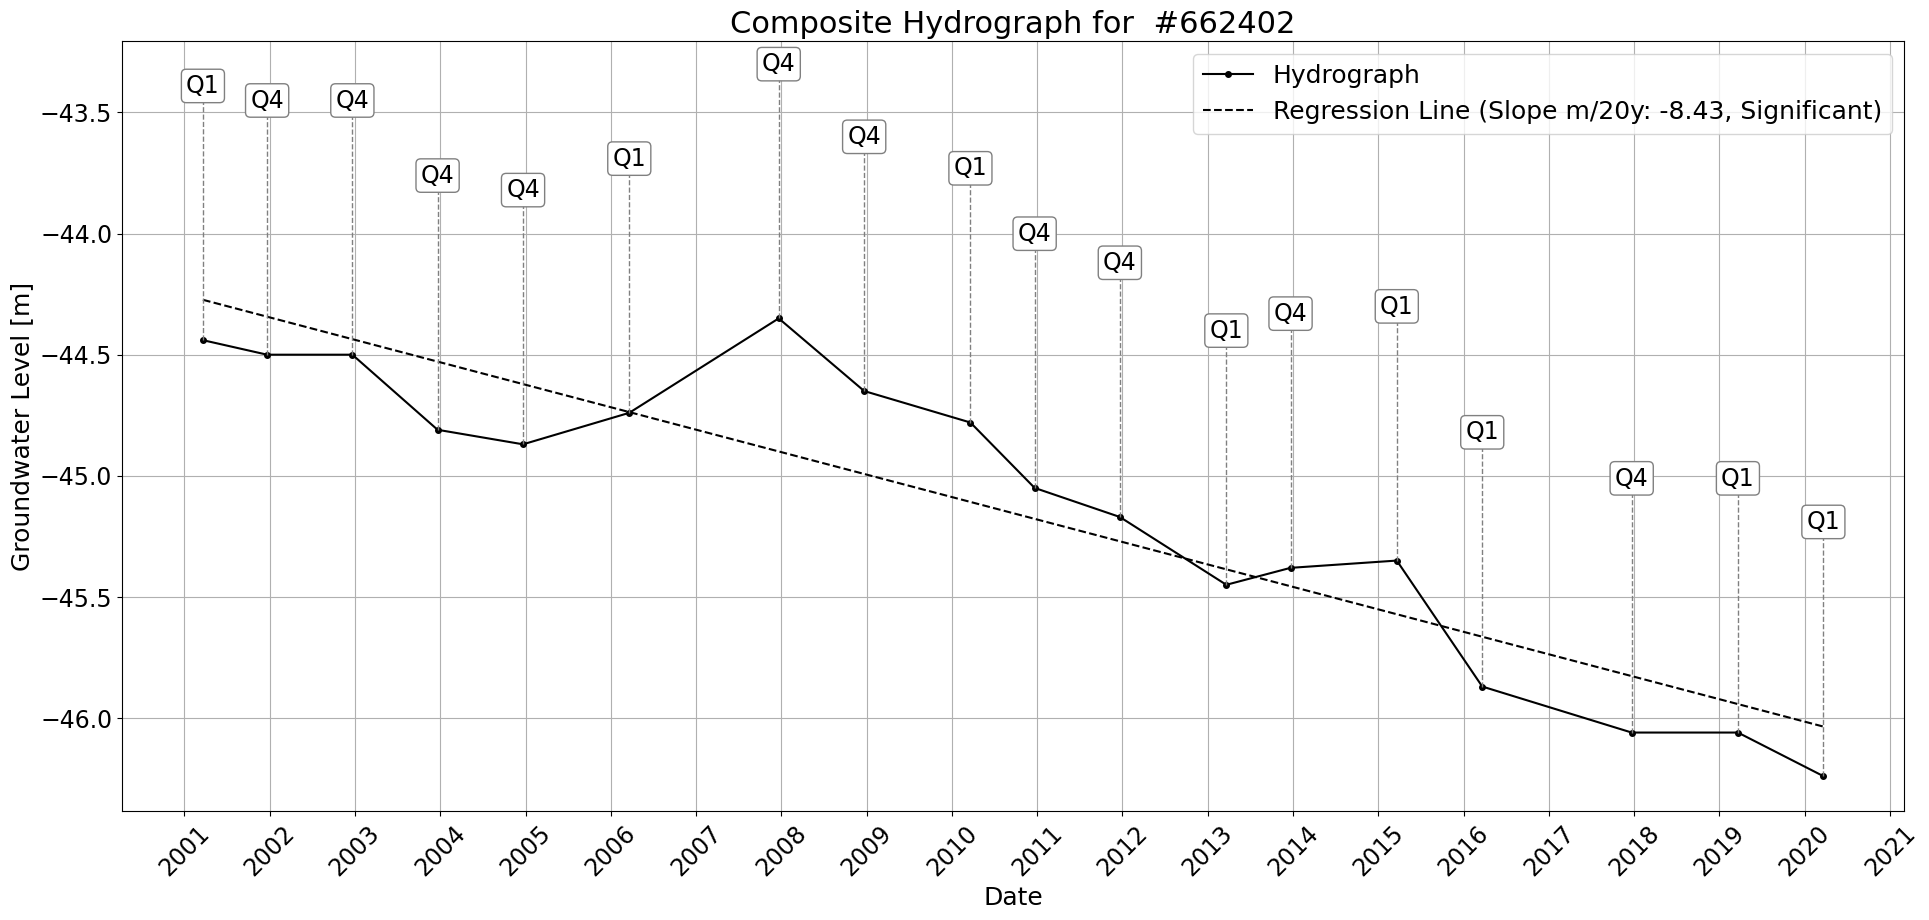 Composite Hydrograph for  #662402
Hydrograph
Regression Line (Slope m/20y: -8.43, Significant)
Q1
Q4
Q4
Q4
Q4
Q1
Q4
Q4
Q1
Q4
Q4
Q1
Q4
Q1
Q1
Q4
Q1
Q1
Groundwater Level [m]
−43.5
−44.0
−44.5
−45.0
−45.5
−46.0
2001
2002
2003
2004
2005
2006
2007
2008
2009
2010
2011
2012
2013
2014
2015
2016
2017
2018
2019
2020
2021
Date